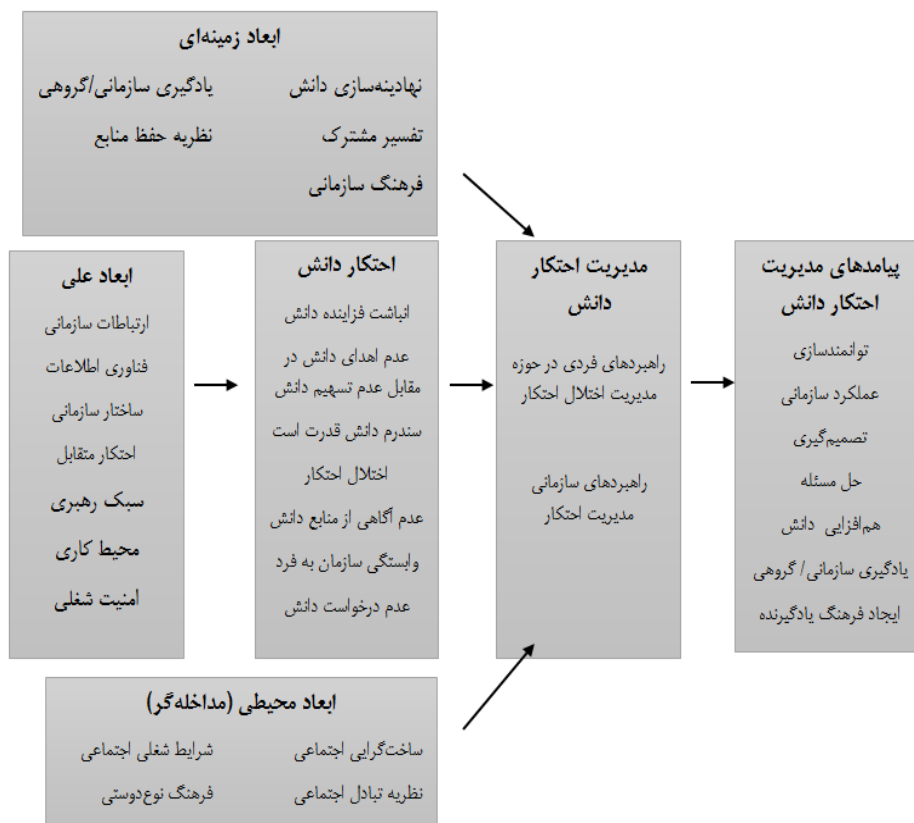 ابعاد زمینه‌ای
نهادینه‌سازی دانش
یادگیری سازمانی/گروهی
تفسیر مشترک
نظریه حفظ منابع
فرهنگ سازمانی
ابعاد علی
ارتباطات سازمانی
فناوری اطلاعات
ساختار سازمانی
احتکار متقابل
سبک رهبری
محیط کاری
امنیت شغلی
احتکار دانش
انباشت فزاینده دانش
عدم اهدای دانش در
مقابل عدم تسهیم دانش
سندرم دانش قدرت است
اختلال احتکار
عدم آگاهی از منابع دانش
وابستگی سازمان به فرد
عدم درخواست دانش
مدیریت احتکار
دانش
راهبردهای فردی در حوزه
مدیریت اختلال احتکار
راهبردهای سازمانی
مدیریت احتکار
پیامدهای مدیریت
احتکار دانش
توانمندسازی
عملکرد سازمانی
تصمیم‌گیری
حل مسئله
هم‌افزایی دانش
یادگیری سازمانی/ گروهی
ایجاد فرهنگ یادگیرنده
ابعاد محیطی (مداخله‌گر)
ساخت‌گرایی اجتماعی
شرایط شغلی اجتماعی
نظریه تبادل اجتماعی
فرهنگ نوع‌دوستی